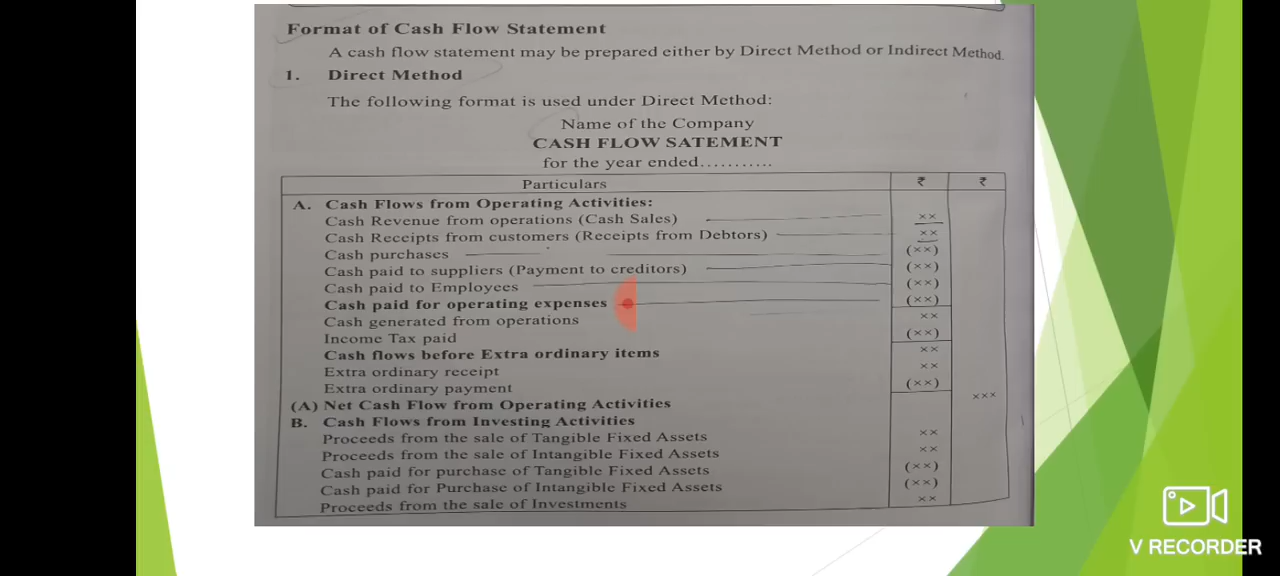 Format of Cash Flow Statement
A cash flow statement may be prepared either by Direct Method or Indirect Method.
1. Direct Method
The following format is used under Direct Method:
Name of the Company
CASH FLOW SATEMENT
for the year ended...........
Particulars ₹ ₹
A. Cash Flows from Operating Activities:
Cash Revenue from operations (Cash Sales) ××
Cash Receipts from customers (Receipts from Debtors) ××
Cash purchases (××)
Cash paid to suppliers (Payment to creditors) (××)
Cash paid to Employees (××)
Cash paid for operating expenses (××)
Cash generated from operations ××
Income Tax paid (××)
Cash flows before Extra ordinary items ××
Extra ordinary receipt ××
Extra ordinary payment (××)
(A) Net Cash Flow from Operating Activities ×××
B. Cash Flows from Investing Activities
Proceeds from the sale of Tangible Fixed Assets ××
Proceeds from the sale of Intangible Fixed Assets ××
Cash paid for purchase of Tangible Fixed Assets (××)
Cash paid for Purchase of Intangible Fixed Assets (××)
Proceeds from the sale of Investments ××
V RECORDER